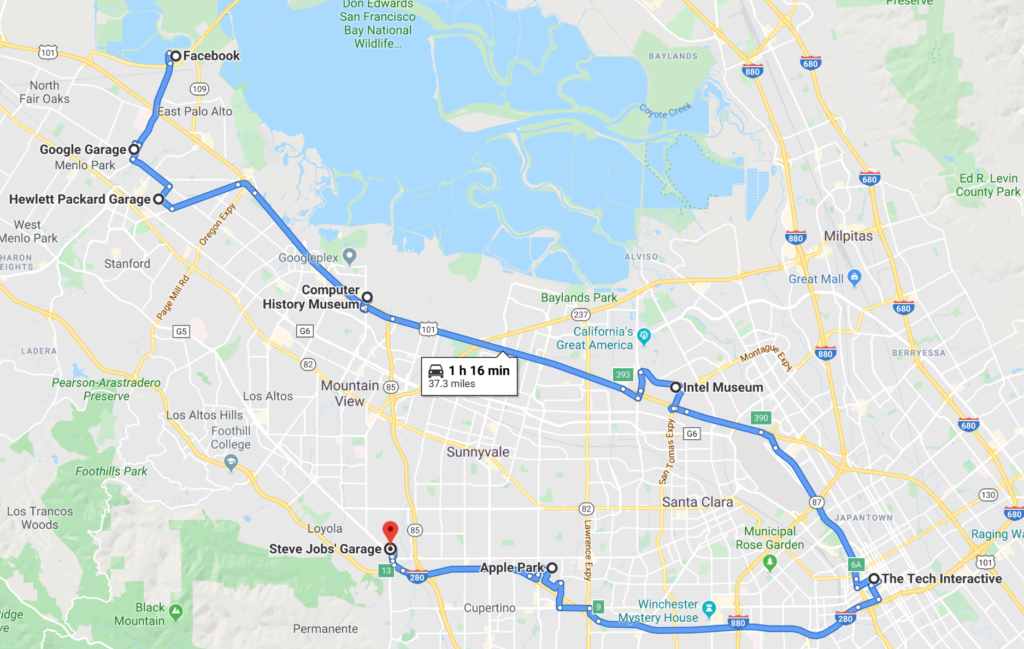 Don Edwards
San Francisco
Bay National
Wildlife...
Preserve
101
Facebook
BAYLANDS
680
880
North
Fair Oaks
109
East Palo Alto
Coyote Creek
Google Garage
Menlo Park
680
Ed R. Levin
County Park
Hewlett Packard Garage
West
Menlo Park
Oregon Expy
880
Milpitas
SHARON
HEIGHTS
Stanford
Googleplex
ALVISO
Great Mall
Page Mill Rd
Computer
History Museum
Baylands Park
680
237
G5
G6
101
California's
Great America
LADERA
82
1 h 16 min
37.3 miles
Montague Expy
880
BERRYESSA
Pearson-Arastradero
Preserve
Mountain
View
85
393
Intel Museum
Los Altos
Los Altos Hills
Foothill
College
390
G6
680
San Tomas Expy
Sunnyvale
Foothills Park
Los Trancos
Woods
Santa Clara
87
130
82
JAPANTOWN
680
Loyola
85
Lawrence Expy
Municipal
Rose Garden
Raging Wa
Steve Jobs' Garage
13
280
Apple Park
6A
101
The Tech Interactive
Black
Mountain
Cupertino
9
Winchester
Mystery House
880
280
Permanente
idge
ve